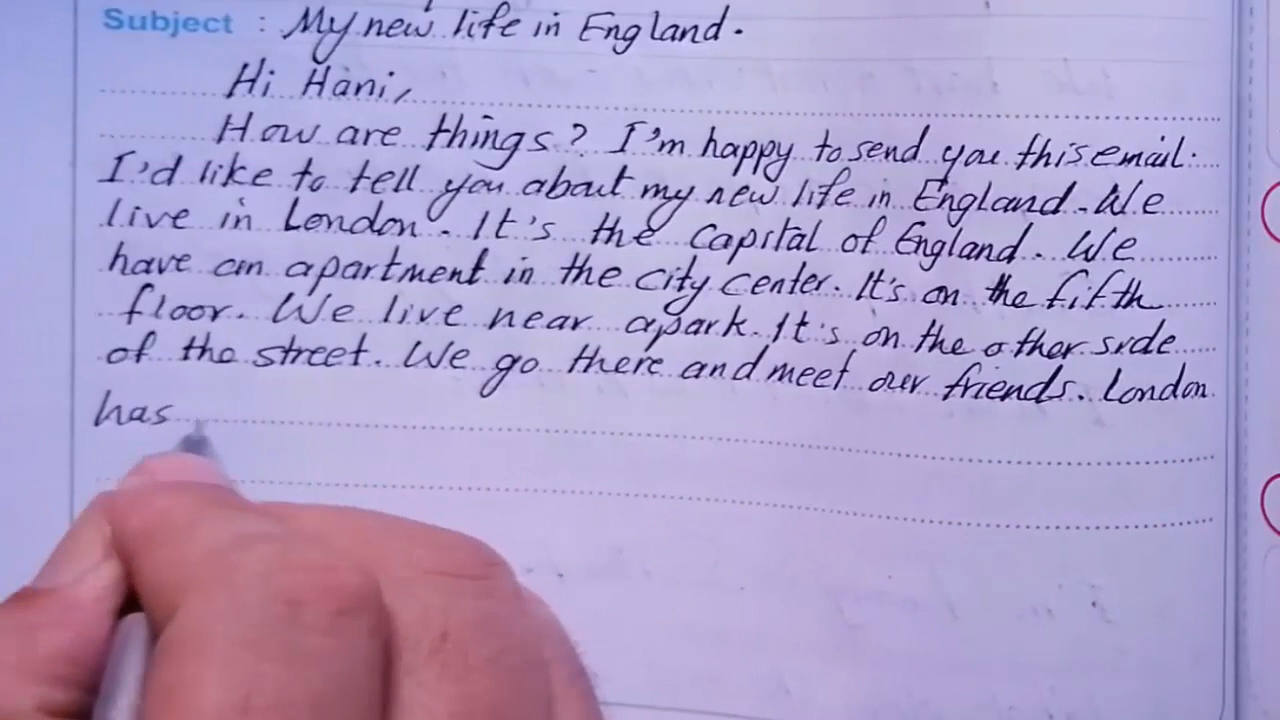 Subject : My new life in England.
Hi Hani,
How are things? I'm happy to send you this email.
I'd like to tell you about my new life in England. We
live in London. It's the capital of England. We
have an apartment in the city center. It's on the fifth
floor. We live near a park. It's on the other side
of the street. We go there and meet our friends. London
has